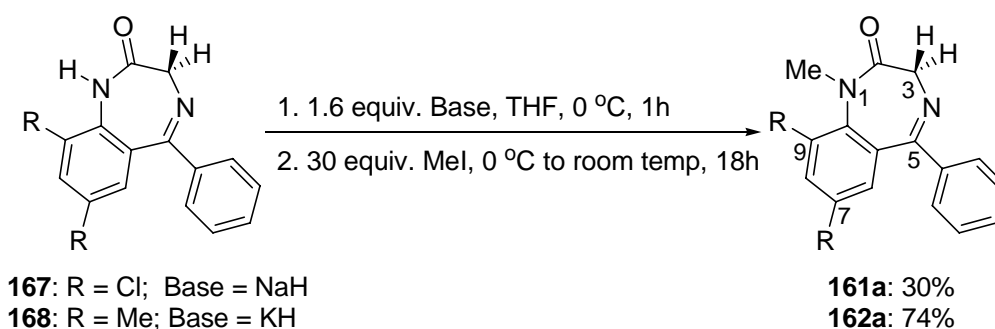 O
H
H
H
N
N
R
R
1. 1.6 equiv. Base, THF, 0 °C, 1h
2. 30 equiv. MeI, 0 °C to room temp, 18h
O
H
H
Me
N
1
3
N
R
9
5
7
R
167: R = Cl; Base = NaH
168: R = Me; Base = KH
161a: 30%
162a: 74%